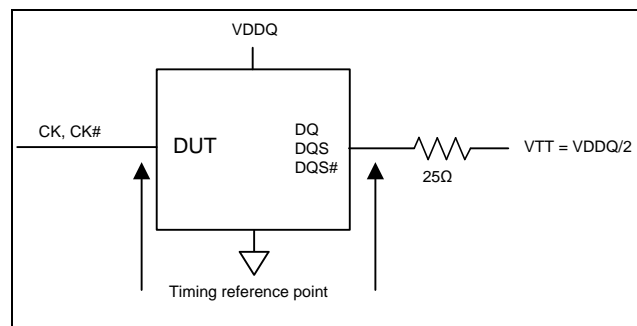 VDDQ
CK, CK#
DUT
DQ
DQS
DQS#
VTT = VDDQ/2
25Ω
Timing reference point